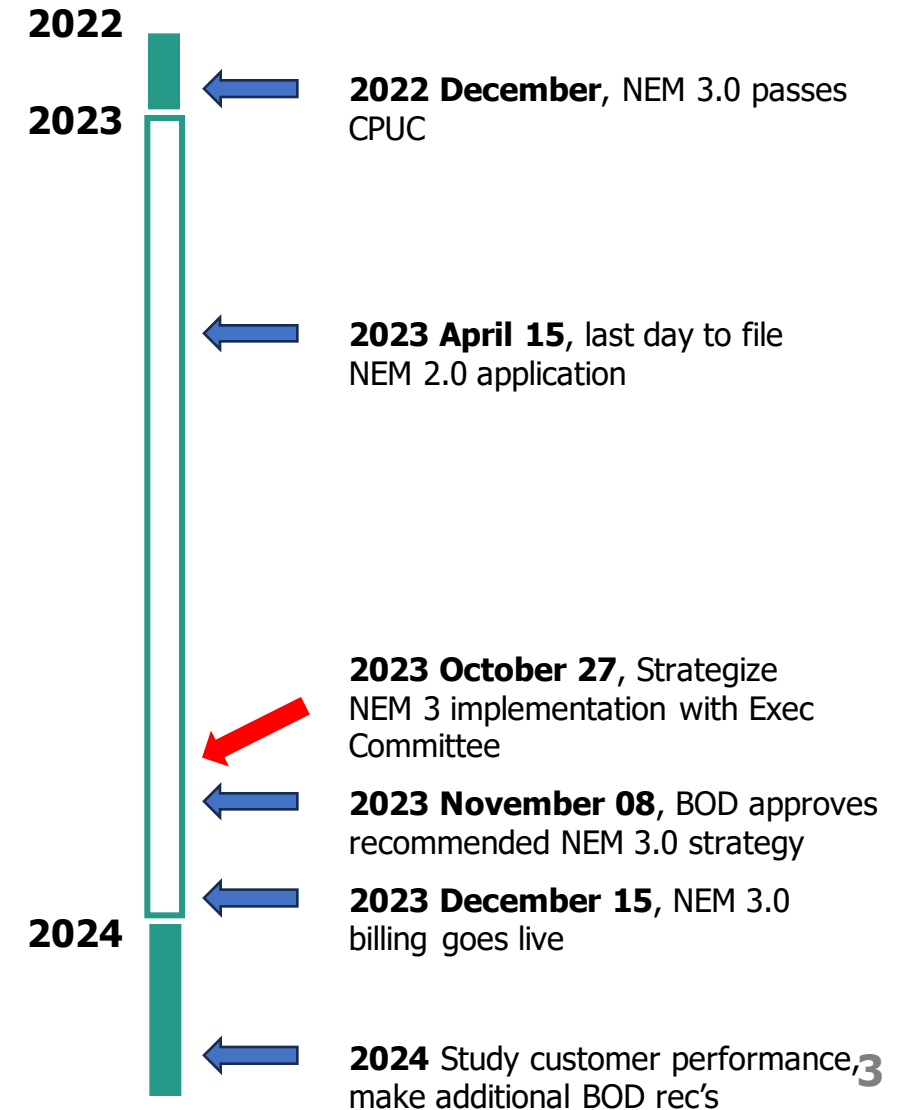 2022
2022 December, NEM 3.0 passes
CPUC
2023
2023 April 15, last day to file
NEM 2.0 application
2023 October 27, Strategize
NEM 3 implementation with Exec
Committee
2023 November 08, BOD approves
recommended NEM 3.0 strategy
2023 December 15, NEM 3.0
billing goes live
2024
2024 Study customer performance,
make additional BOD rec's
3